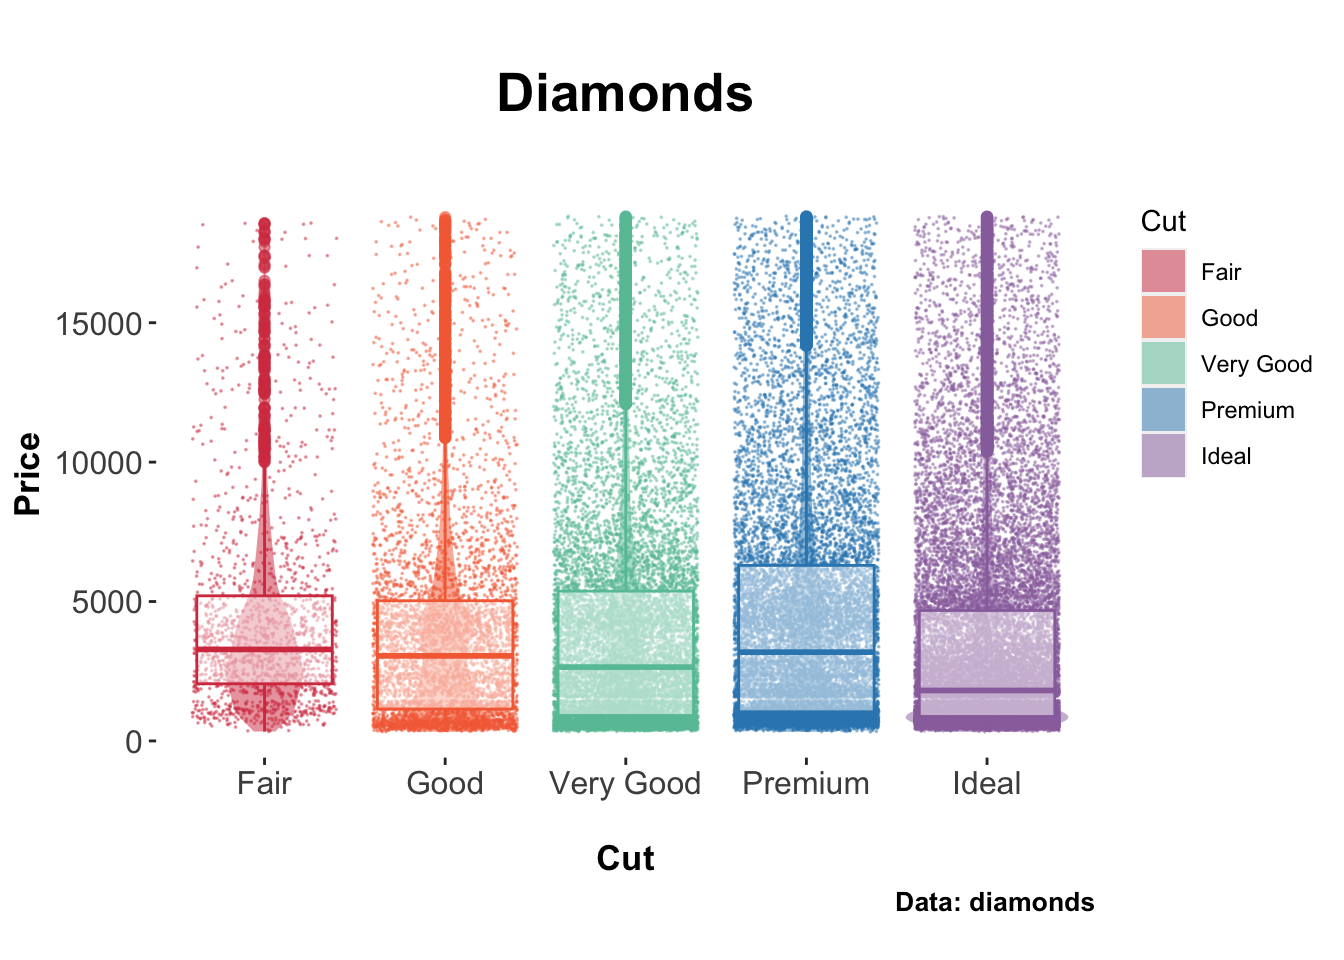 Diamonds
Price
15000
10000
5000
0
Fair
Good
Very Good
Premium
Ideal
Cut
Cut
Fair
Good
Very Good
Premium
Ideal
Data: diamonds